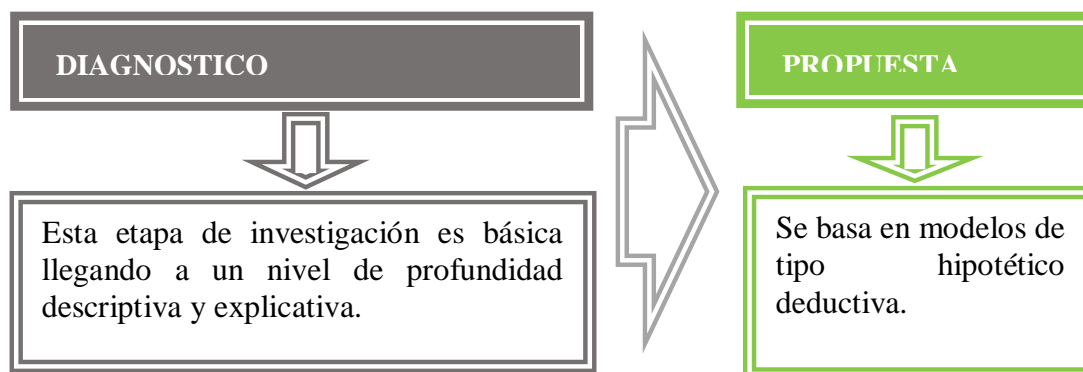 DIAGNOSTICO
Esta etapa de investigación es básica
llegando a un nivel de profundidad
descriptiva y explicativa.
PROPUESTA
Se basa en modelos de
tipo hipotético
deductiva.